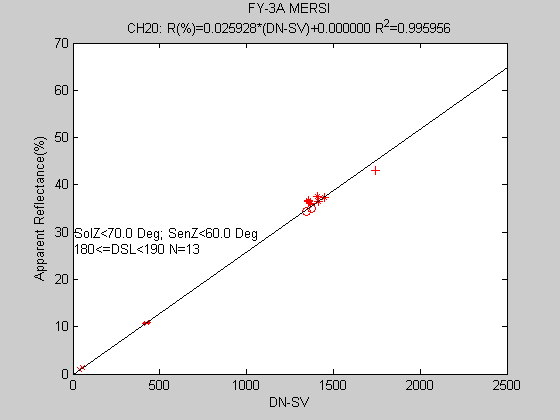 FY-3A MERSI
CH20: R(%)=0.025928*(DN-SV)+0.000000 R²=0.995956
Apparent Reflectance(%)
70
60
50
40
30
20
10
0
SolZ<70.0 Deg; SenZ<60.0 Deg
180<=DSL<190 N=13
0 500 1000 1500 2000 2500
DN-SV